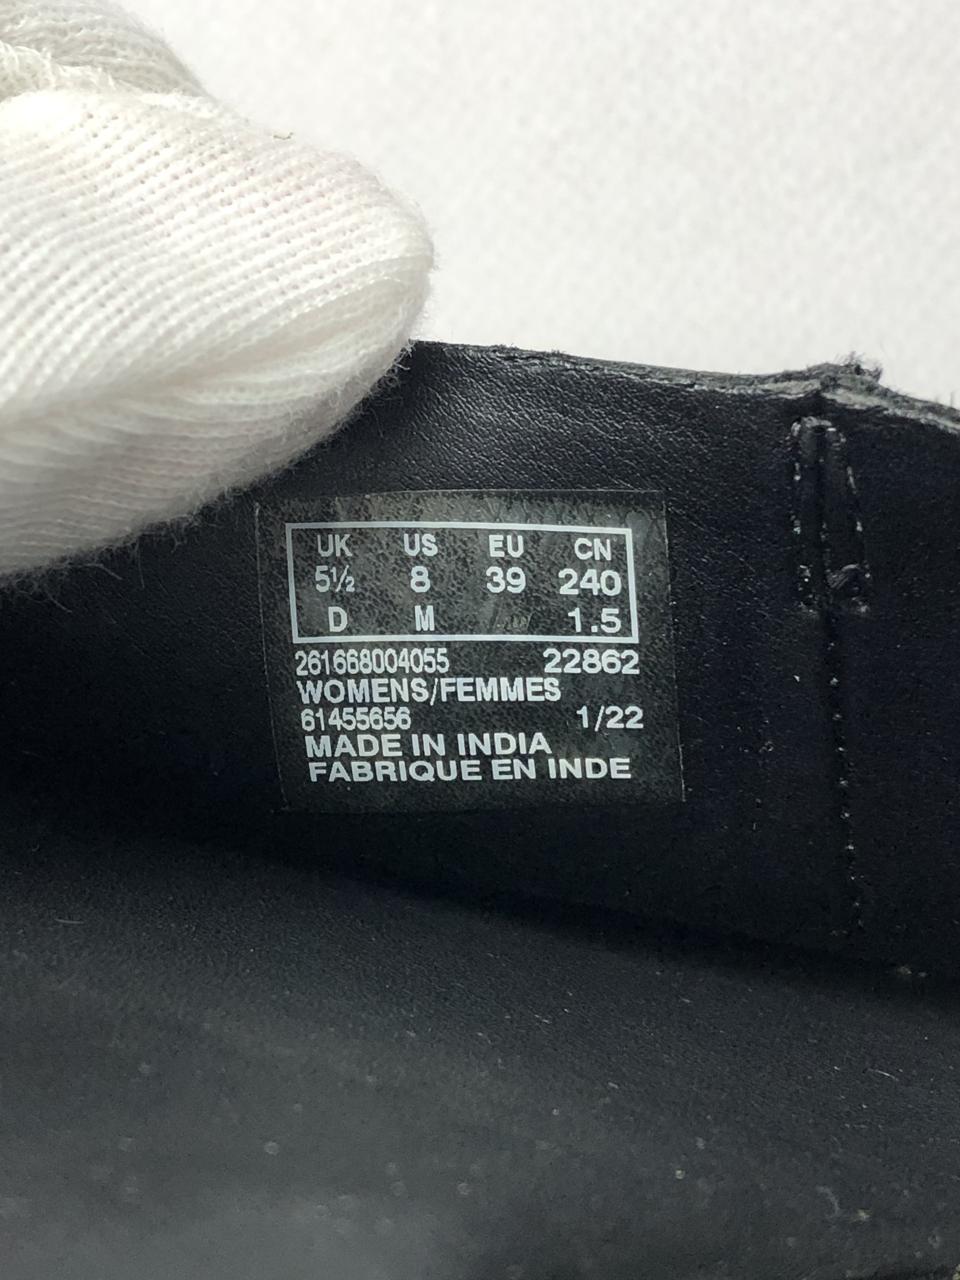 UK US EU CN
5½ 8 39 240
D M 1.5
261668004055 22862
WOMENS/FEMMES
61455656 1/22
MADE IN INDIA
FABRIQUE EN INDE